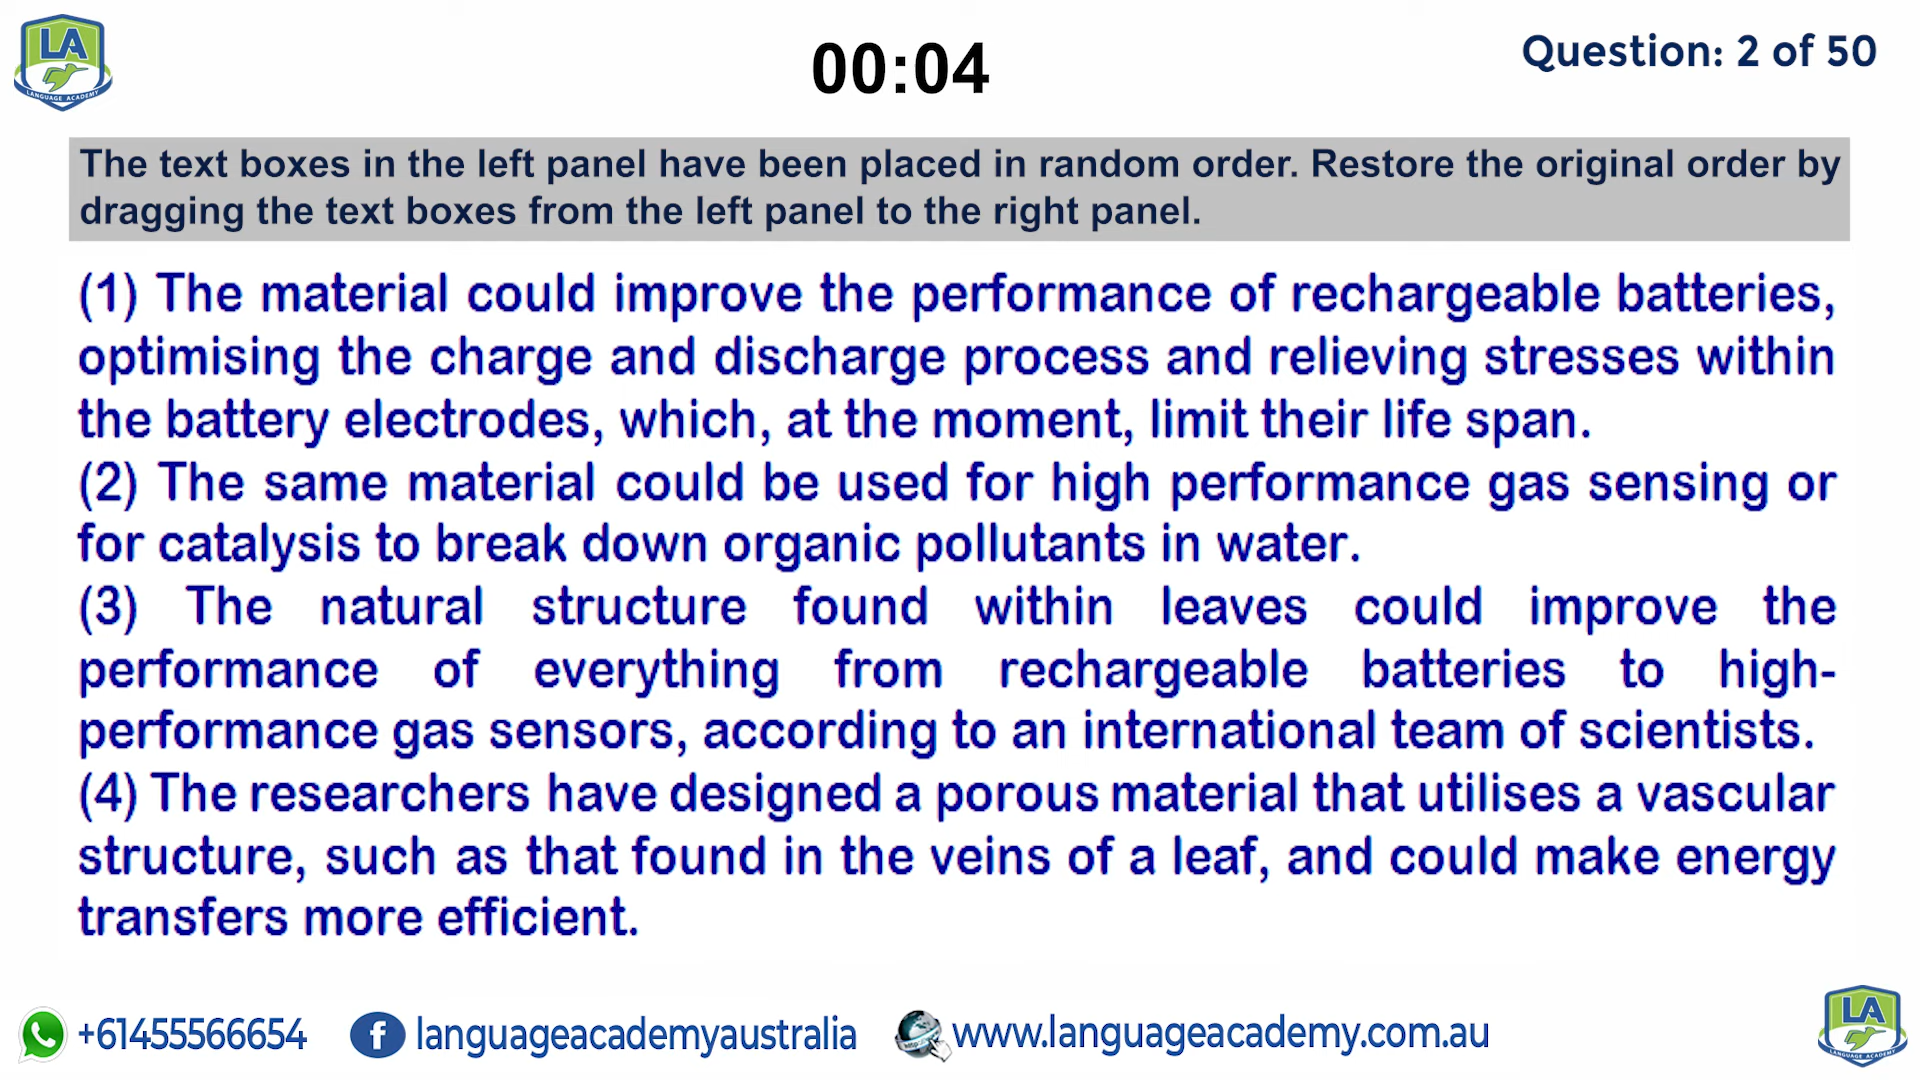 LA
LANGUAGE ACADEMY
00:04
Question: 2 of 50
The text boxes in the left panel have been placed in random order. Restore the original order by
dragging the text boxes from the left panel to the right panel.
(1) The material could improve the performance of rechargeable batteries,
optimising the charge and discharge process and relieving stresses within
the battery electrodes, which, at the moment, limit their life span.
(2) The same material could be used for high performance gas sensing or
for catalysis to break down organic pollutants in water.
(3) The natural structure found within leaves could improve the
performance of everything from rechargeable batteries to high-
performance gas sensors, according to an international team of scientists.
(4) The researchers have designed a porous material that utilises a vascular
structure, such as that found in the veins of a leaf, and could make energy
transfers more efficient.
+61455566654
f languageacademyaustralia
http://
www.languageacademy.com.au
LA
LANGUAGE ACADEMY